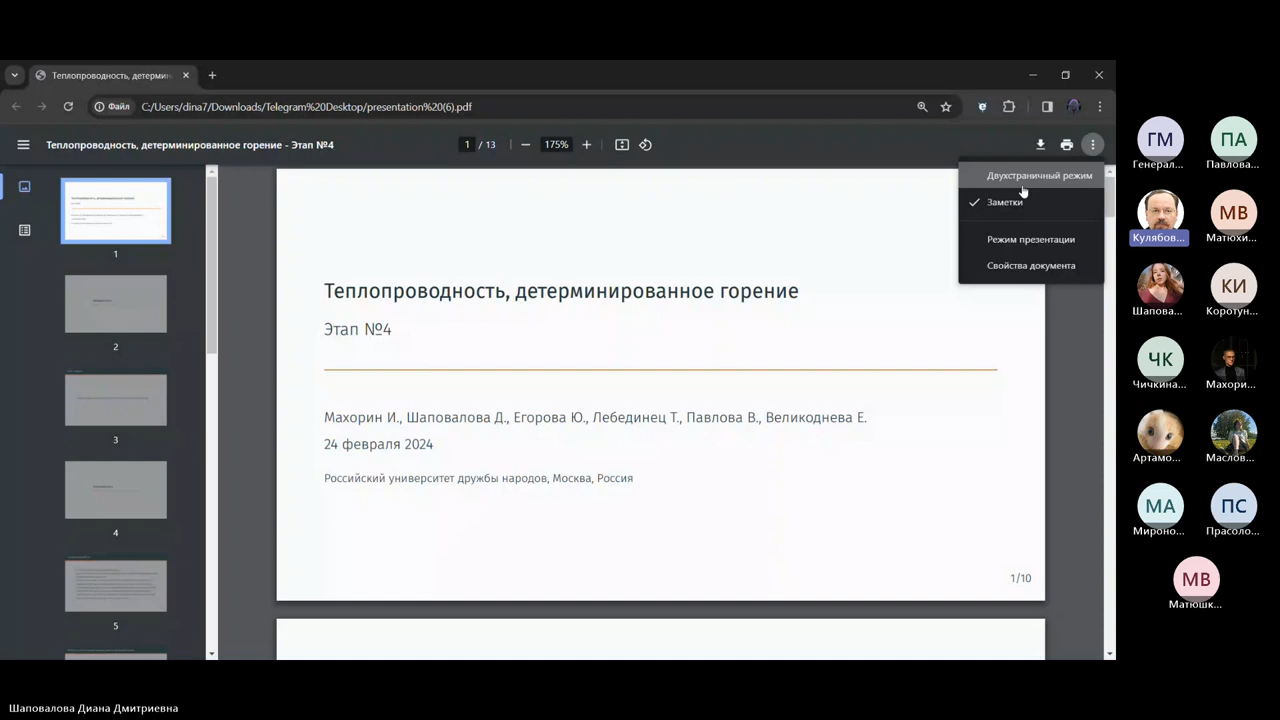 Теплопроводность, детермин
Файл
C:/Users/dina7/Downloads/Telegram%20Desktop/presentation%20(6).pdf
Теплопроводность, детерминированное горение - Этап №4
1 / 13
175%
Двухстраничный режим
Заметки
Режим презентации
Свойства документа
1
2
3
4
5
Теплопроводность, детерминированное горение
Этап №4
Махорин И., Шаповалова Д., Егорова Ю., Лебединец Т., Павлова В., Великоднева Е.
24 февраля 2024
Российский университет дружбы народов, Москва, Россия
1/10
ГМ
Генерал...
ПА
Павлова...
Кулябов...
МВ
Матюхи...
Шапова...
КИ
Коротун...
ЧК
Чичкина...
Махори...
Артамо...
Маслов...
МА
Мироно...
ПС
Прасоло...
МВ
Матюшк...
Шаповалова Диана Дмитриевна